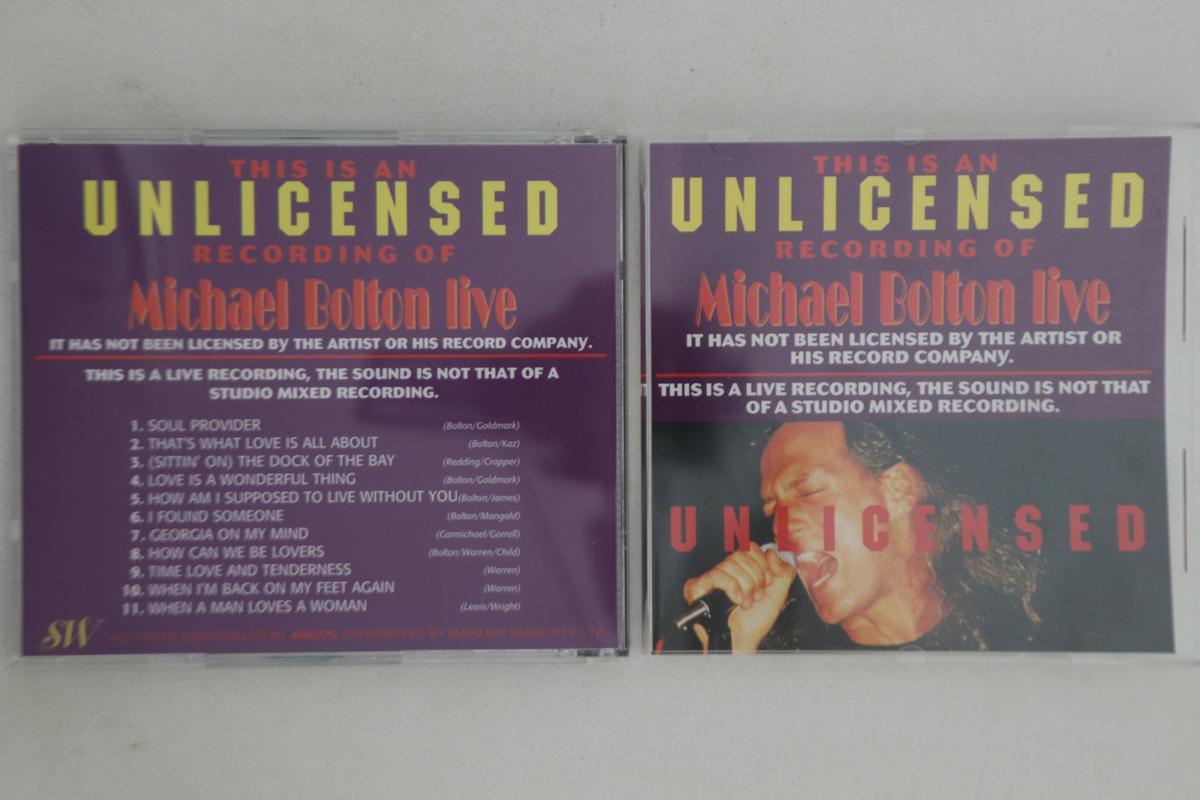 THIS IS AN
UNLICENSED
RECORDING OF
Michael Bolton live
IT HAS NOT BEEN LICENSED BY THE ARTIST OR HIS RECORD COMPANY.
THIS IS A LIVE RECORDING, THE SOUND IS NOT THAT OF A
STUDIO MIXED RECORDING.
1. SOUL PROVIDER (Bolton/Goldmark)
2. THAT'S WHAT LOVE IS ALL ABOUT (Bolton/Kaz)
3. (SITTIN' ON) THE DOCK OF THE BAY (Redding/Cropper)
4. LOVE IS A WONDERFUL THING (Bolton/Goldmark)
5. HOW AM I SUPPOSED TO LIVE WITHOUT YOU (Bolton/James)
6. I FOUND SOMEONE (Bolton/Mangold)
7. GEORGIA ON MY MIND (Carmichael/Gorrell)
8. HOW CAN WE BE LOVERS (Bolton/Warren/Child)
9. TIME LOVE AND TENDERNESS (Warren)
10. WHEN I'M BACK ON MY FEET AGAIN (Warren)
11. WHEN A MAN LOVES A WOMAN (Lewis/Wright)
SW ALL TITLES CONTROLLED BY AMCOS. DISTRIBUTED BY MAINLINE MUSIC PTY. LTD.
THIS IS AN
UNLICENSED
RECORDING OF
Michael Bolton live
IT HAS NOT BEEN LICENSED BY THE ARTIST OR
HIS RECORD COMPANY.
THIS IS A LIVE RECORDING, THE SOUND IS NOT THAT
OF A STUDIO MIXED RECORDING.
UNLICENSED